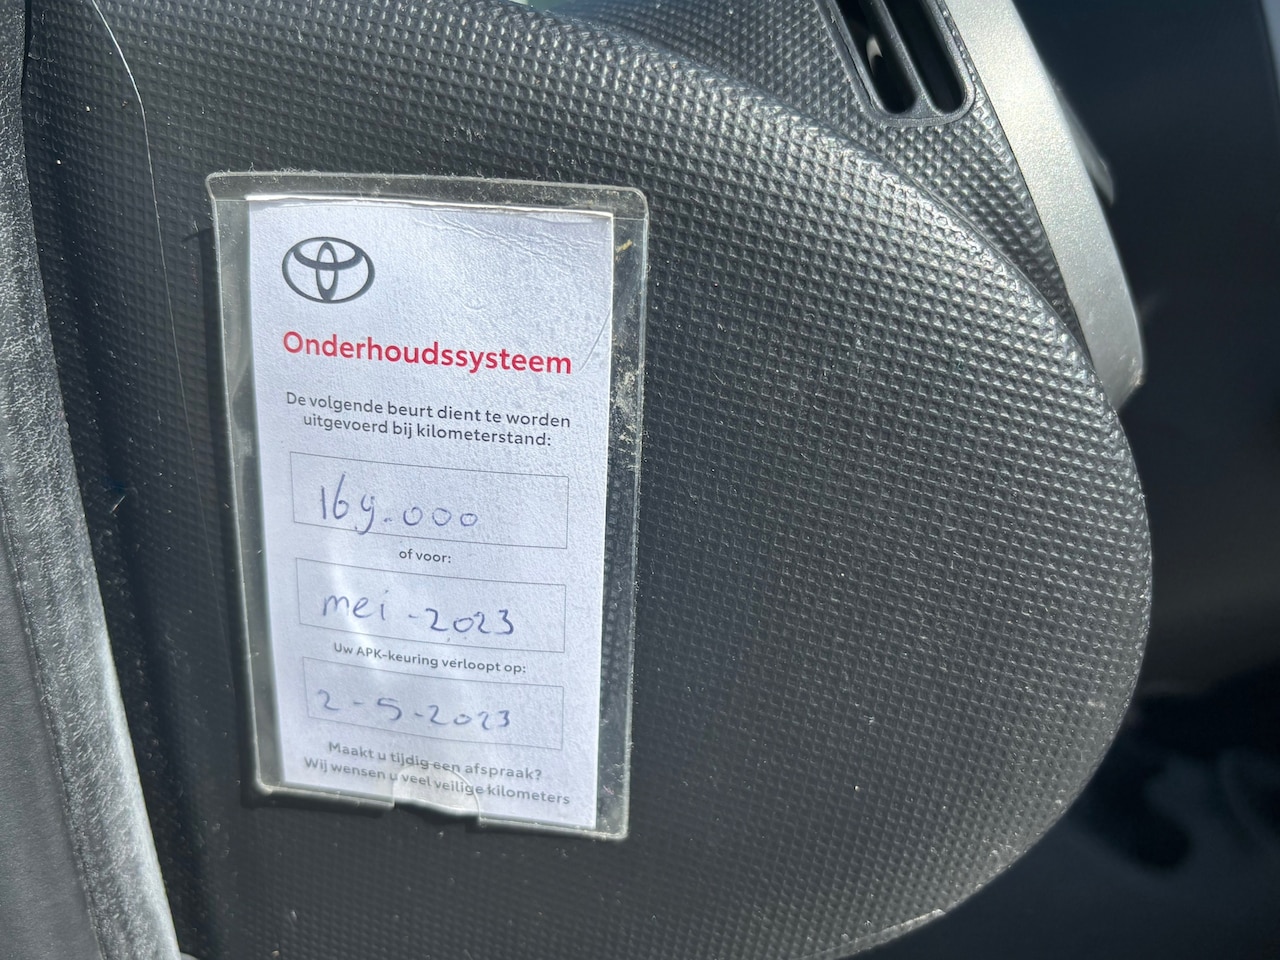 Onderhoudssysteem
De volgende beurt dient te worden
uitgevoerd bij kilometerstand:
169.000
of voor:
mei - 2023
Uw APK-keuring verloopt op:
2-5-2023
Maakt u tijdig een afspraak?
Wij wensen u veel veilige kilometers